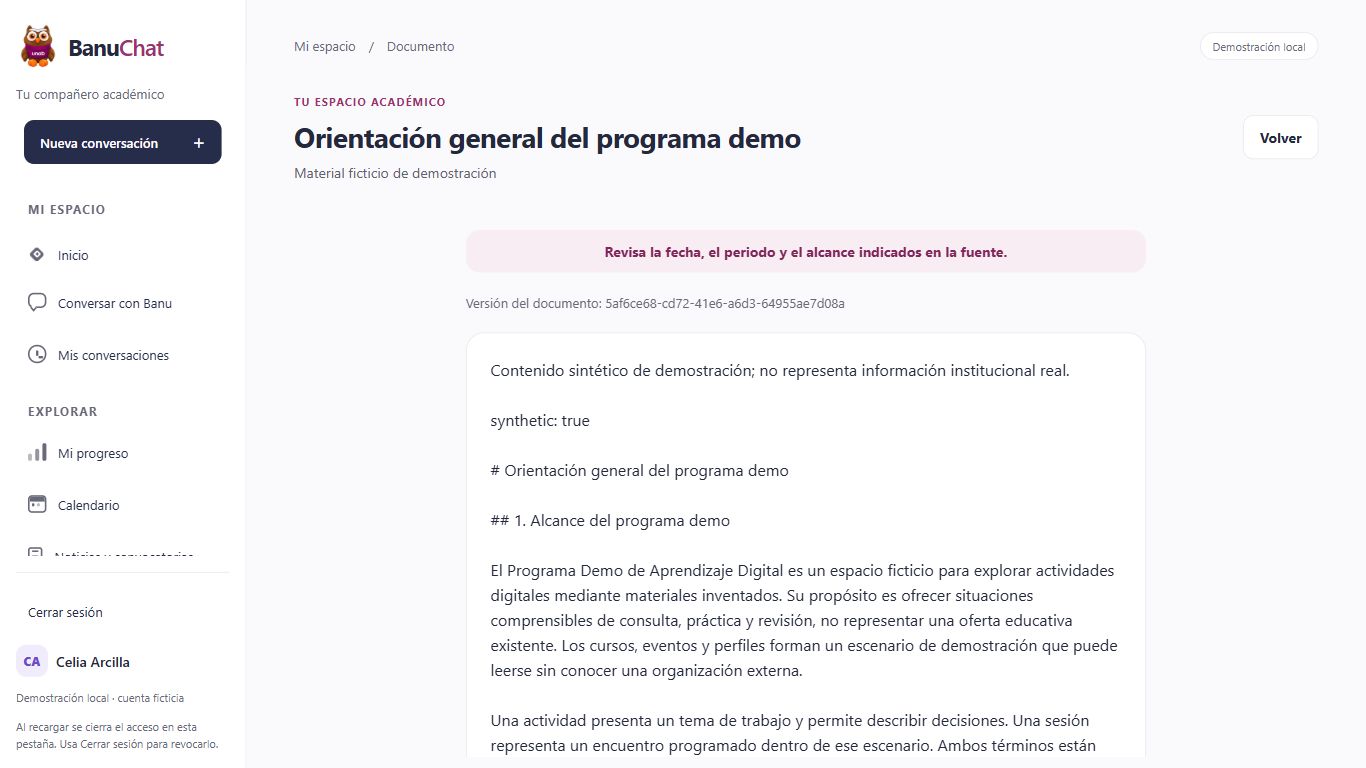 unab
BanuChat
Tu compañero académico
Nueva conversación +
MI ESPACIO
Inicio
Conversar con Banu
Mis conversaciones
EXPLORAR
Mi progreso
Calendario
Noticias y convocatorias
Cerrar sesión
CA Celia Arcilla
Demostración local · cuenta ficticia
Al recargar se cierra el acceso en esta
pestaña. Usa Cerrar sesión para revocarlo.
Mi espacio / Documento
Demostración local
TU ESPACIO ACADÉMICO
Orientación general del programa demo
Volver
Material ficticio de demostración
Revisa la fecha, el periodo y el alcance indicados en la fuente.
Versión del documento: 5af6ce68-cd72-41e6-a6d3-64955ae7d08a
Contenido sintético de demostración; no representa información institucional real.
synthetic: true
# Orientación general del programa demo
## 1. Alcance del programa demo
El Programa Demo de Aprendizaje Digital es un espacio ficticio para explorar actividades
digitales mediante materiales inventados. Su propósito es ofrecer situaciones
comprensibles de consulta, práctica y revisión, no representar una oferta educativa
existente. Los cursos, eventos y perfiles forman un escenario de demostración que puede
leerse sin conocer una organización externa.
Una actividad presenta un tema de trabajo y permite describir decisiones. Una sesión
representa un encuentro programado dentro de ese escenario. Ambos términos están